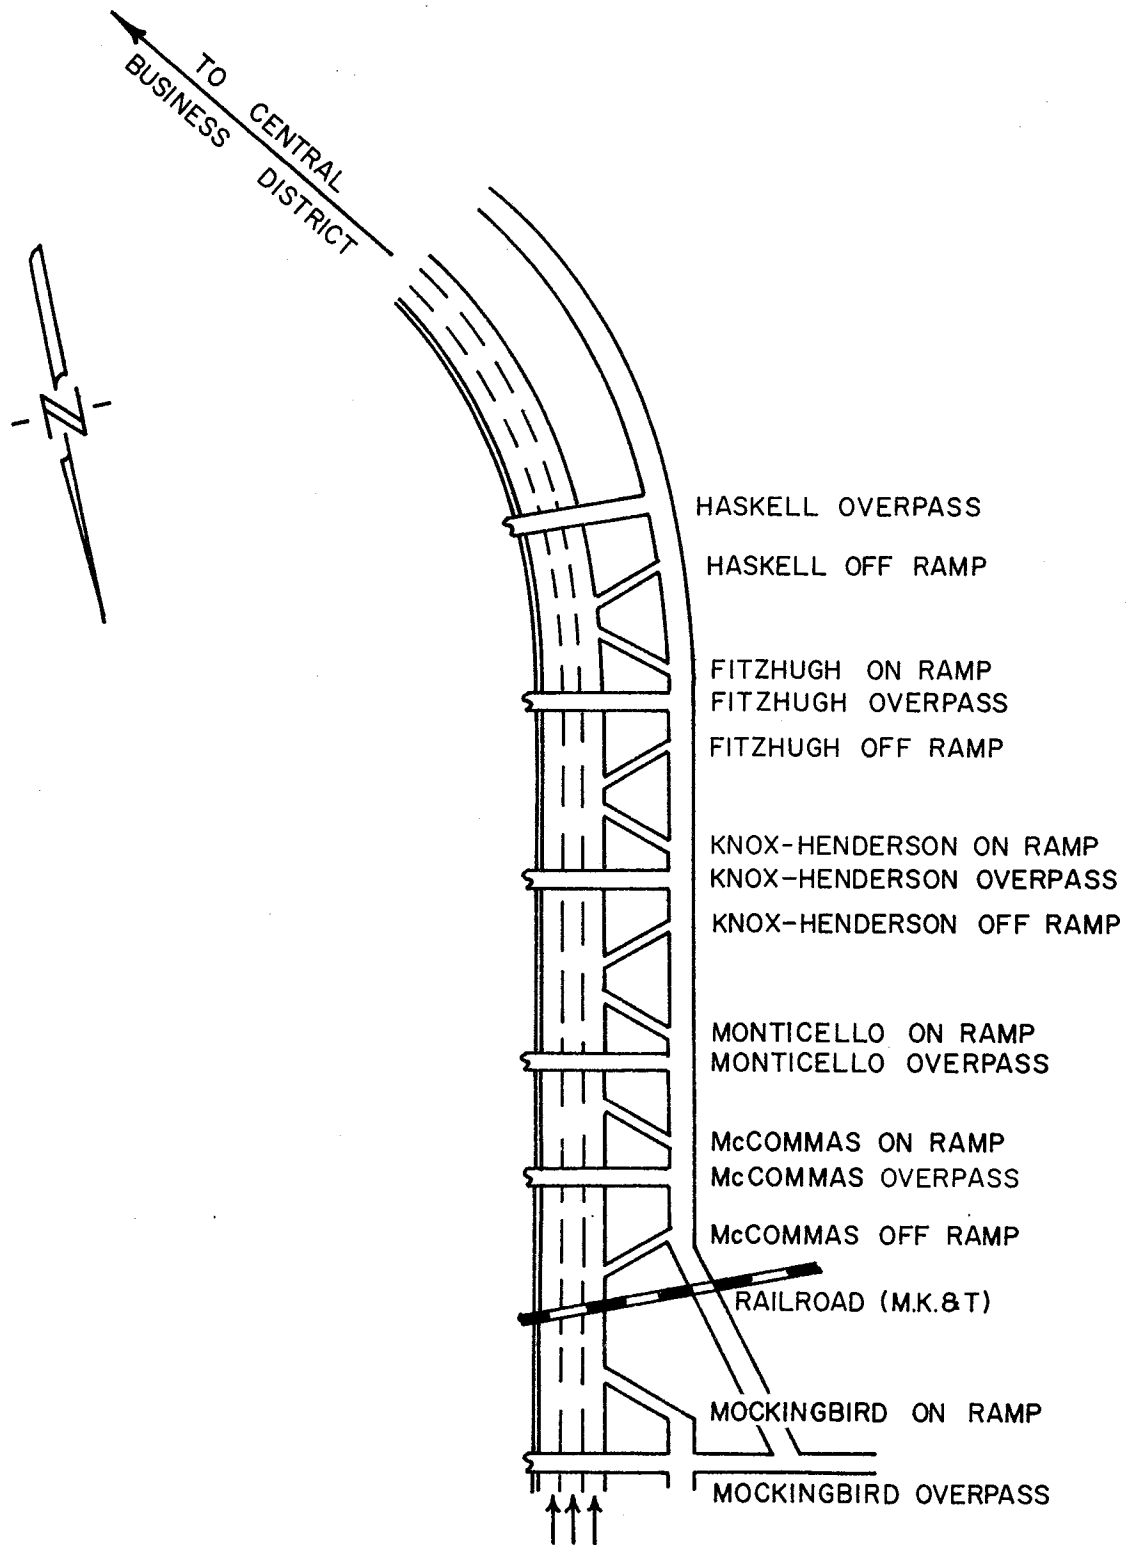 TO CENTRAL
BUSINESS DISTRICT
N
HASKELL OVERPASS
HASKELL OFF RAMP
FITZHUGH ON RAMP
FITZHUGH OVERPASS
FITZHUGH OFF RAMP
KNOX-HENDERSON ON RAMP
KNOX-HENDERSON OVERPASS
KNOX-HENDERSON OFF RAMP
MONTICELLO ON RAMP
MONTICELLO OVERPASS
McCOMMAS ON RAMP
McCOMMAS OVERPASS
McCOMMAS OFF RAMP
RAILROAD (M.K.&T)
MOCKINGBIRD ON RAMP
MOCKINGBIRD OVERPASS